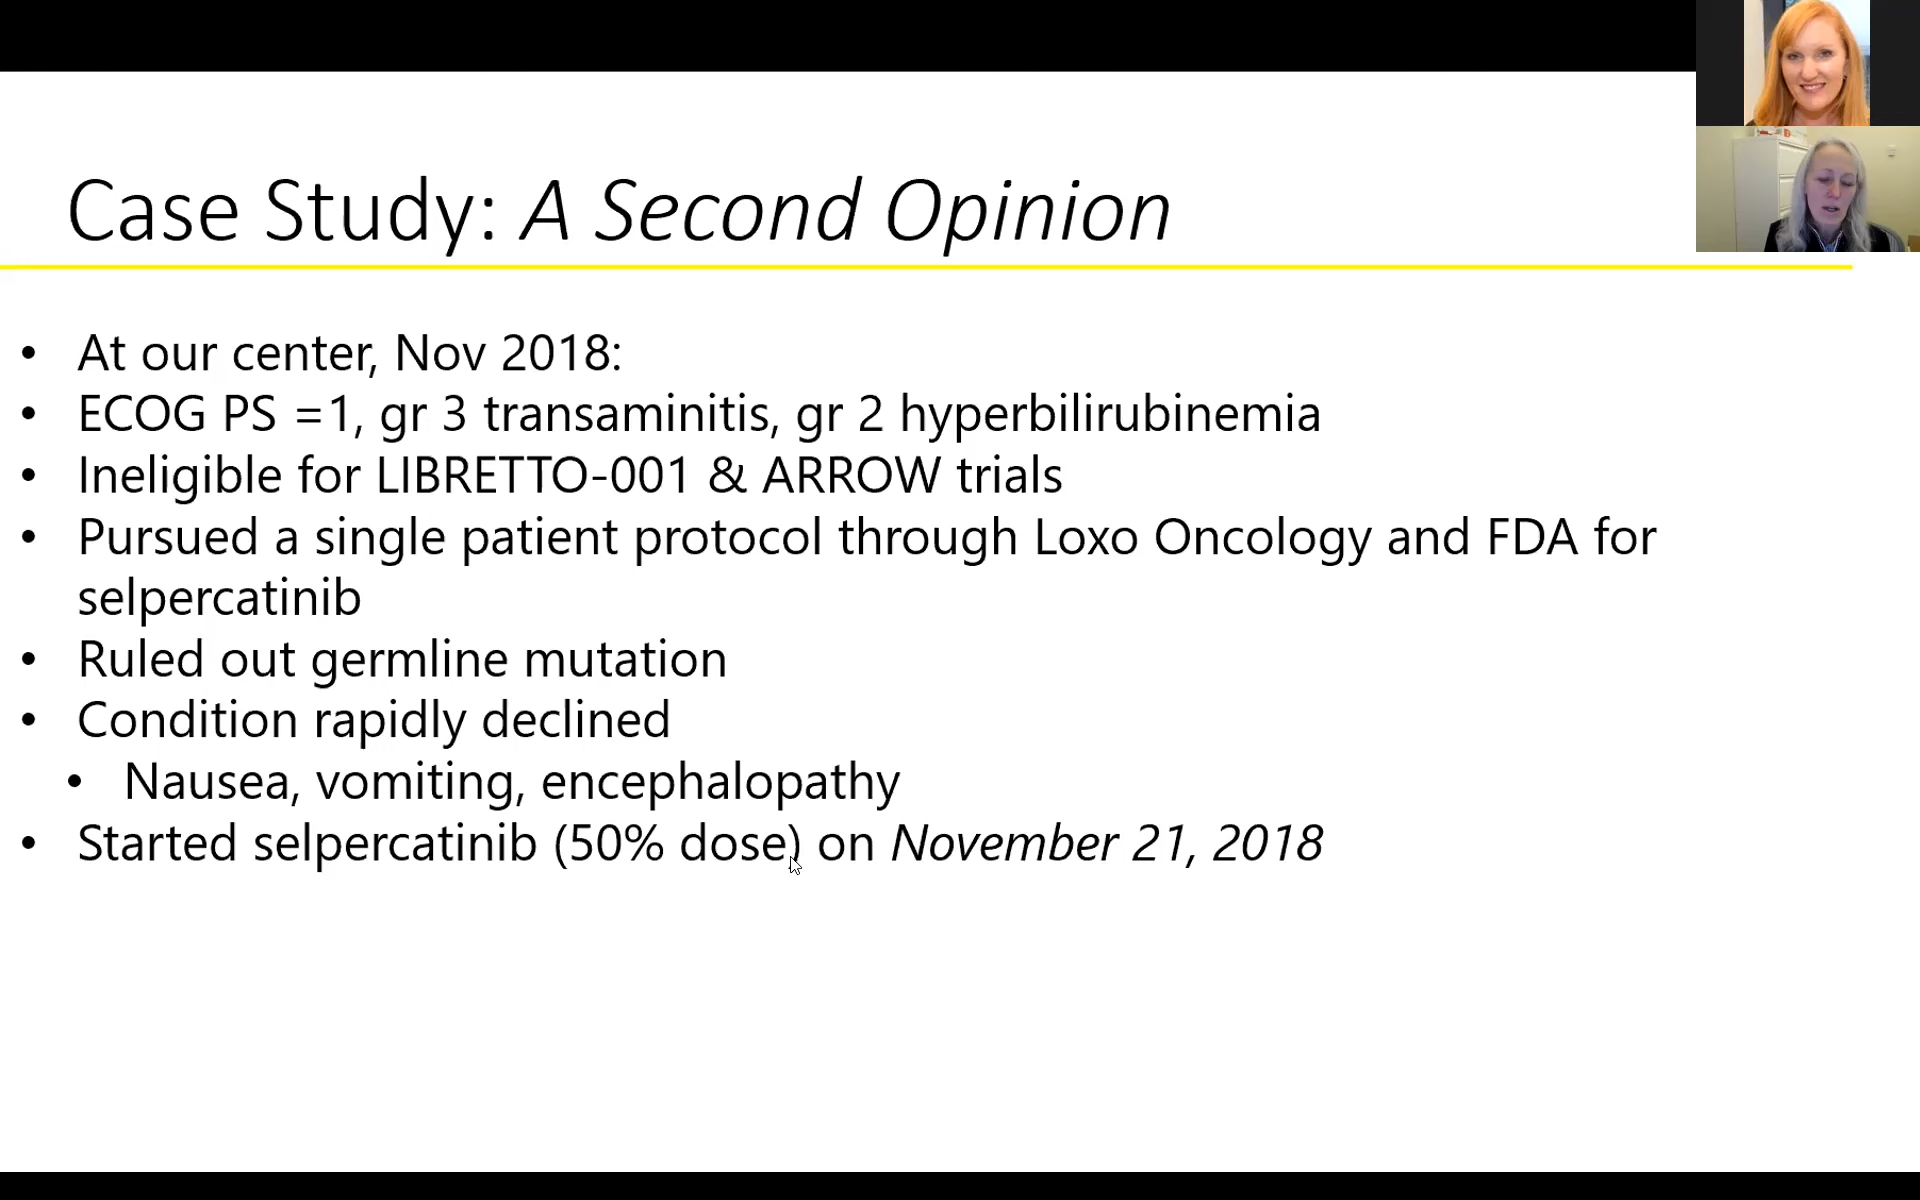 Case Study: A Second Opinion
• At our center, Nov 2018:
• ECOG PS =1, gr 3 transaminitis, gr 2 hyperbilirubinemia
• Ineligible for LIBRETTO-001 & ARROW trials
• Pursued a single patient protocol through Loxo Oncology and FDA for
selpercatinib
• Ruled out germline mutation
• Condition rapidly declined
• Nausea, vomiting, encephalopathy
• Started selpercatinib (50% dose) on November 21, 2018